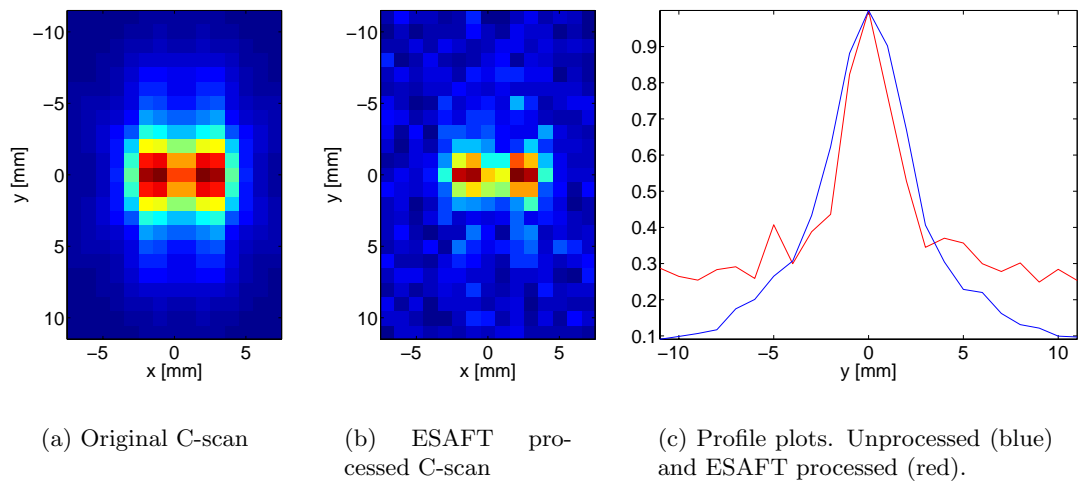 −10
−5
0
5
10
y [mm]
−5 0 5
x [mm]
−10
−5
0
5
10
y [mm]
−5 0 5
x [mm]
0.9
0.8
0.7
0.6
0.5
0.4
0.3
0.2
0.1
−10 −5 0 5 10
y [mm]
(a) Original C-scan
(b) ESAFT pro-
cessed C-scan
(c) Profile plots. Unprocessed (blue)
and ESAFT processed (red).